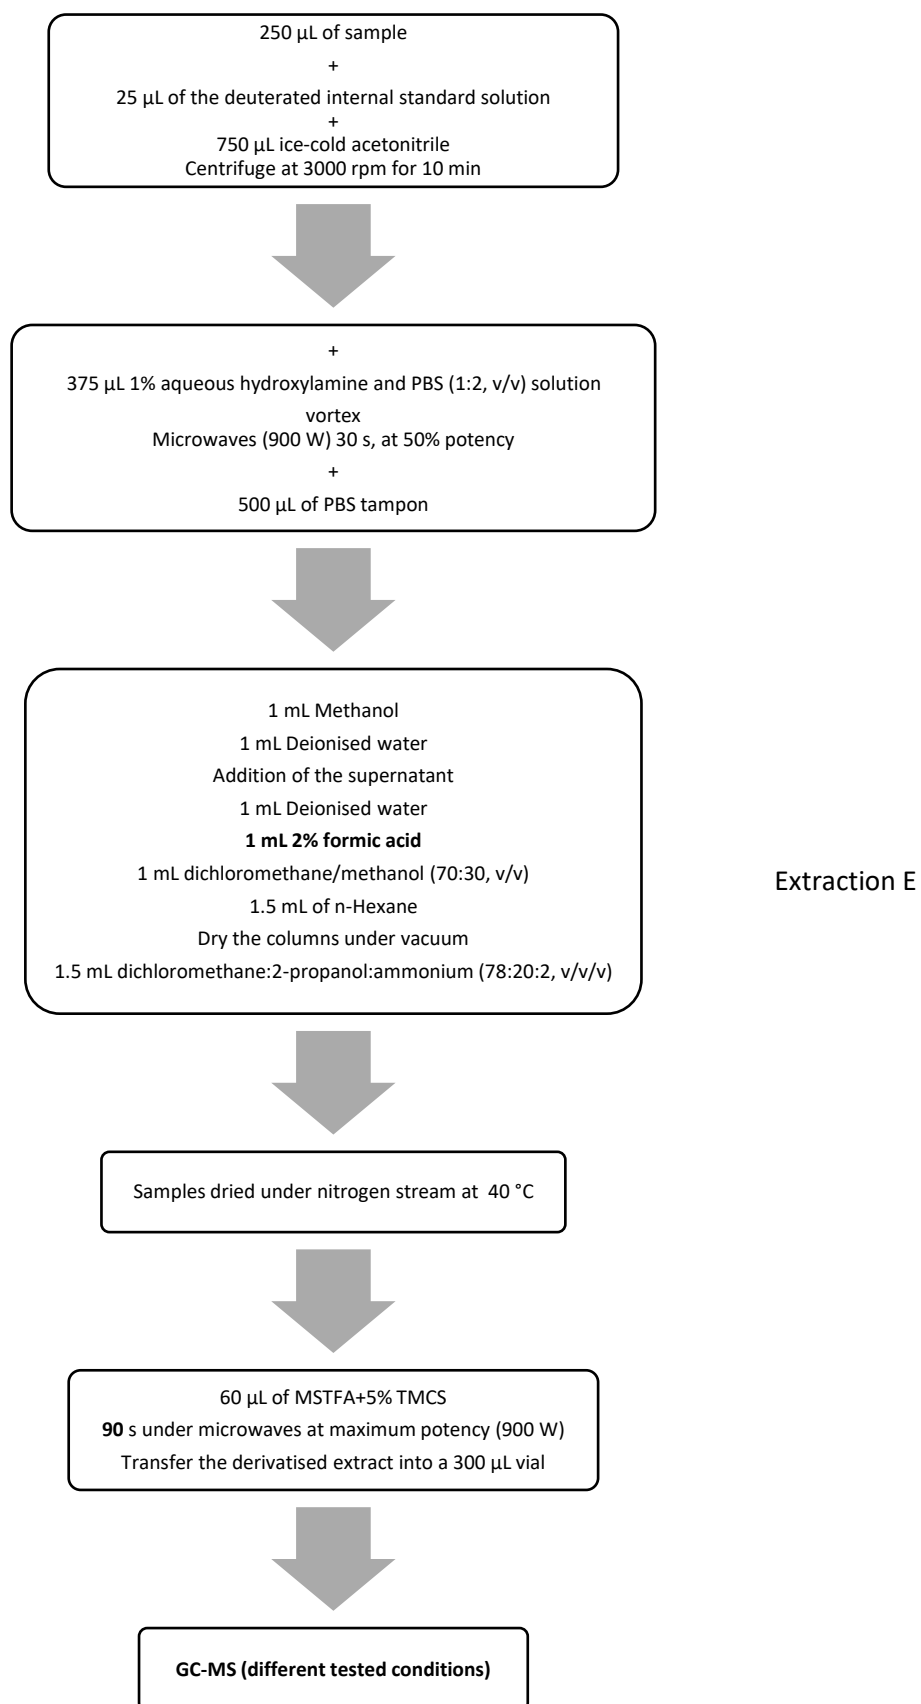 250 µL of sample
+
25 µL of the deuterated internal standard solution
+
750 µL ice-cold acetonitrile
Centrifuge at 3000 rpm for 10 min
+
375 µL 1% aqueous hydroxylamine and PBS (1:2, v/v) solution
vortex
Microwaves (900 W) 30 s, at 50% potency
+
500 µL of PBS tampon
1 mL Methanol
1 mL Deionised water
Addition of the supernatant
1 mL Deionised water
1 mL 2% formic acid
1 mL dichloromethane/methanol (70:30, v/v)
1.5 mL of n-Hexane
Dry the columns under vacuum
1.5 mL dichloromethane:2-propanol:ammonium (78:20:2, v/v/v)
Extraction E
Samples dried under nitrogen stream at 40 °C
60 µL of MSTFA+5% TMCS
90 s under microwaves at maximum potency (900 W)
Transfer the derivatised extract into a 300 µL vial
GC-MS (different tested conditions)